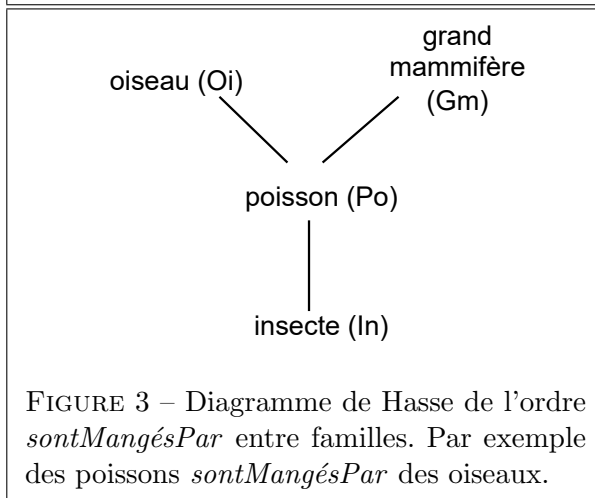 grand
mammifère
oiseau (Oi)
(Gm)
poisson (Po)
insecte (In)
FIGURE 3 – Diagramme de Hasse de l'ordre
sontMangésPar entre familles. Par exemple
des poissons sontMangésPar des oiseaux.